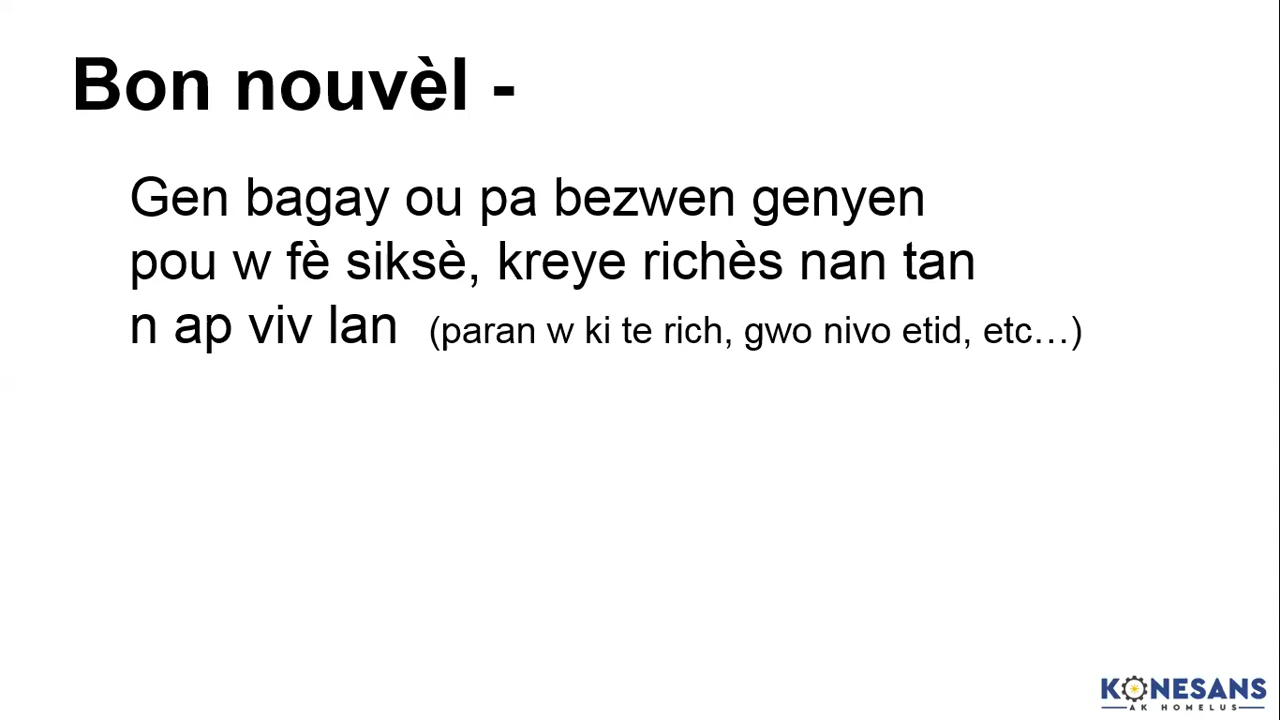 Bon nouvèl -
Gen bagay ou pa bezwen genyen
pou w fè siksè, kreye richès nan tan
n ap viv lan (paran w ki te rich, gwo nivo etid, etc…)
KONESANS
AK HOMELUS